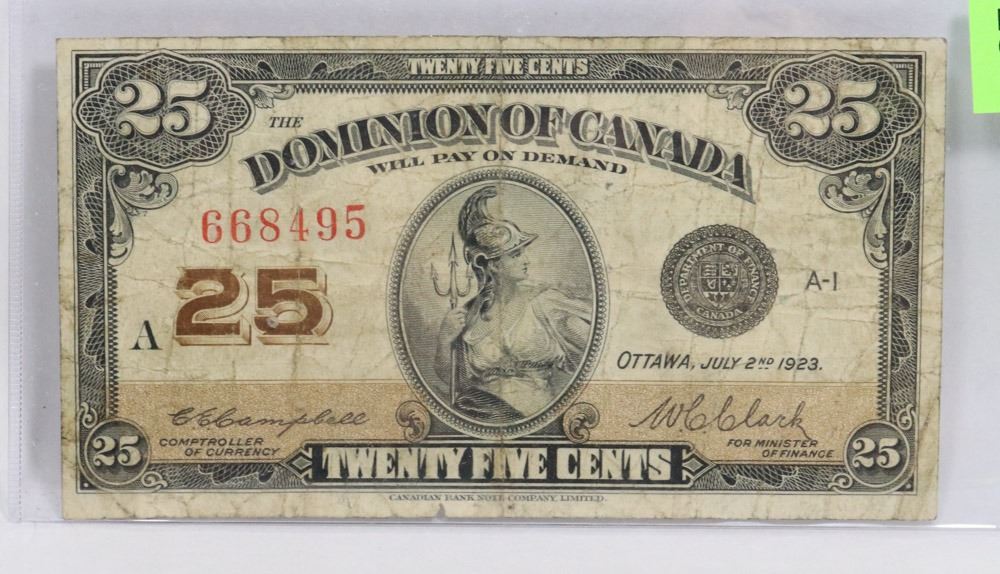 TWENTY FIVE CENTS
25 25
THE
DOMINION OF CANADA
WILL PAY ON DEMAND
668495
DEPARTMENT OF FINANCE
CANADA
A-1
A 25
OTTAWA, JULY 2ND 1923.
C E Campbell
COMPTROLLER
OF CURRENCY
W C Clark
FOR MINISTER
OF FINANCE
25 TWENTY FIVE CENTS 25
CANADIAN BANK NOTE COMPANY, LIMITED.